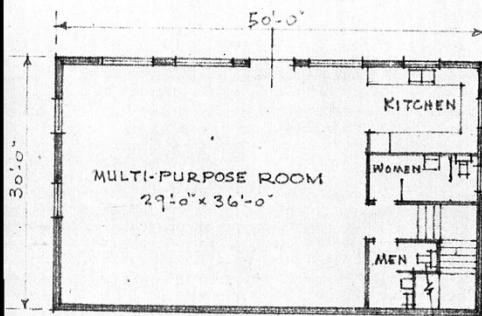 50'-0"
30'-0"
KITCHEN
WOMEN
MULTI-PURPOSE ROOM
29'-0" x 36'-0"
MEN